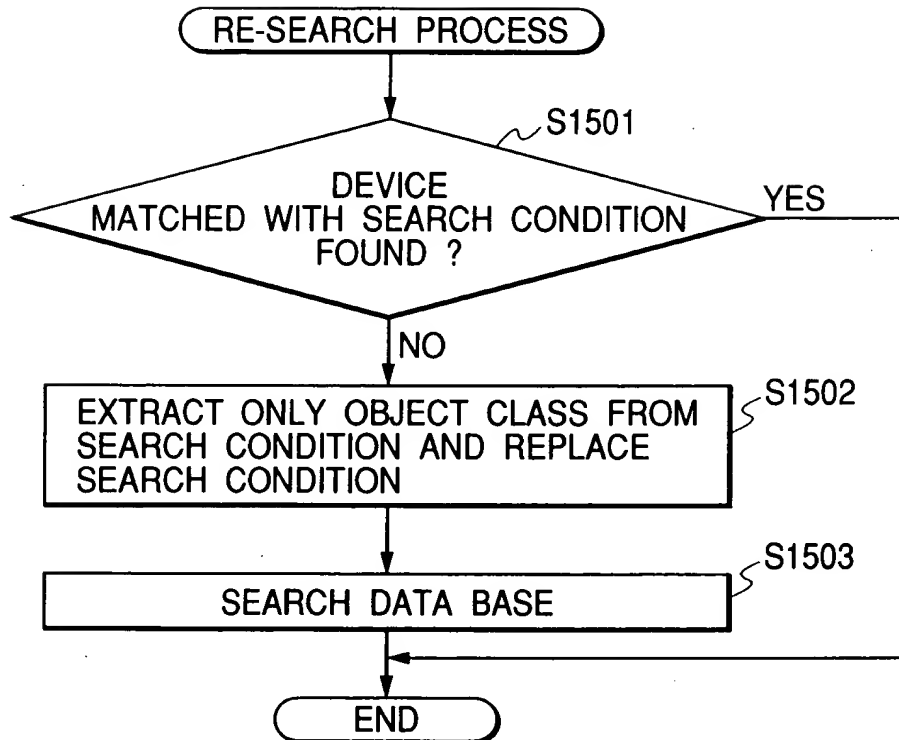 RE-SEARCH PROCESS
S1501
DEVICE
MATCHED WITH SEARCH CONDITION
FOUND ?
YES
NO
S1502
EXTRACT ONLY OBJECT CLASS FROM
SEARCH CONDITION AND REPLACE
SEARCH CONDITION
S1503
SEARCH DATA BASE
END